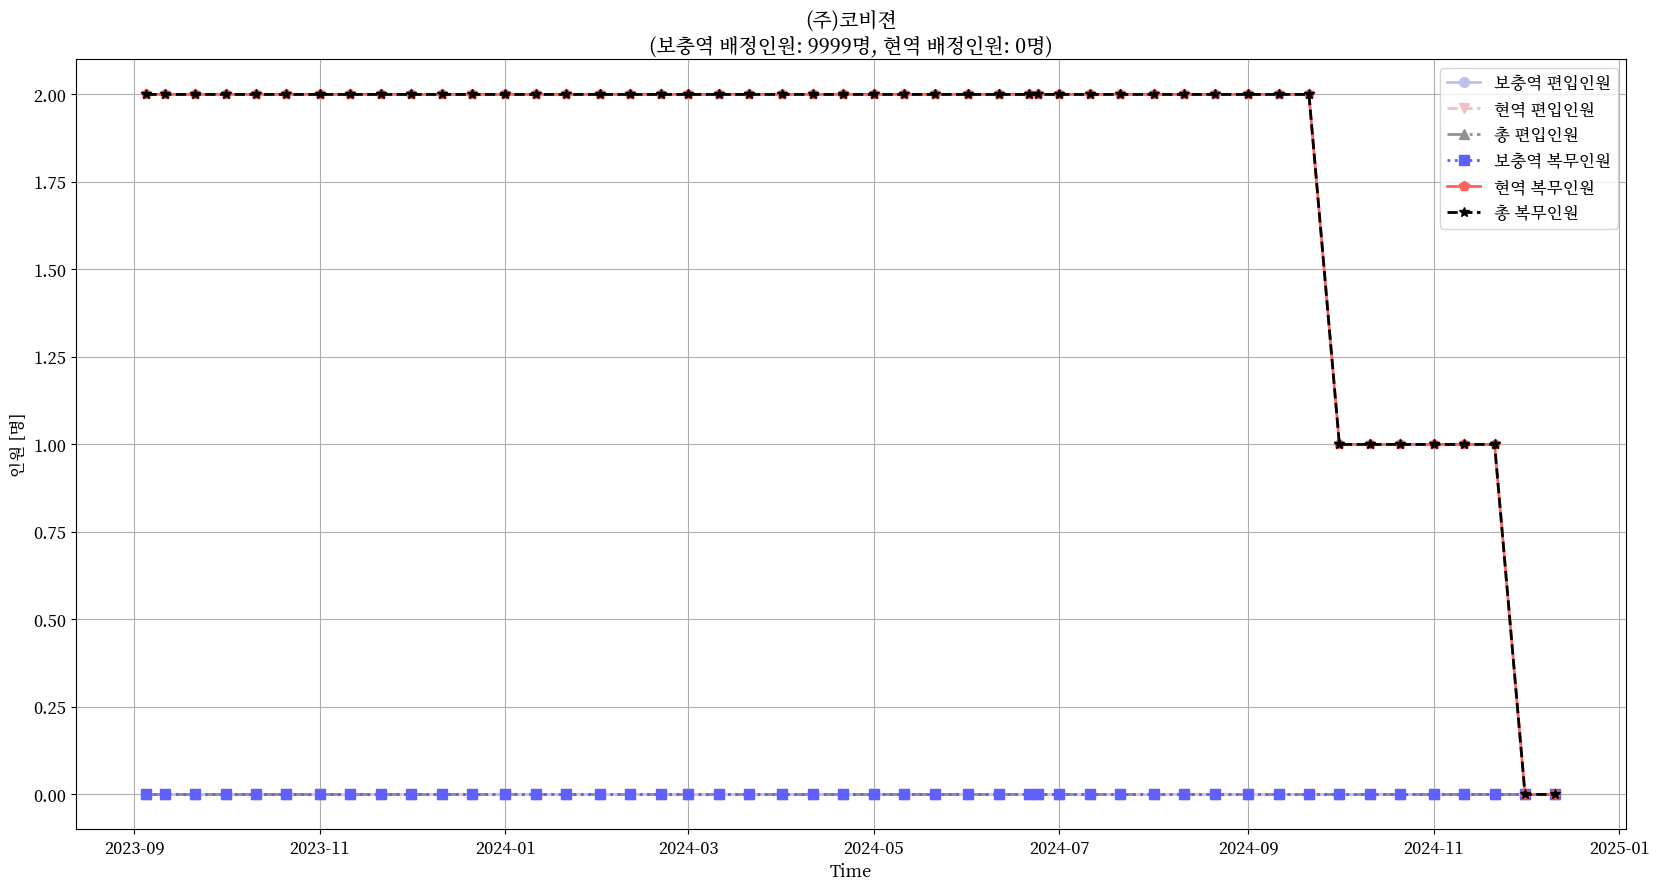 (주)코비젼
(보충역 배정인원: 9999명, 현역 배정인원: 0명)
보충역 편입인원
현역 편입인원
총 편입인원
보충역 복무인원
현역 복무인원
총 복무인원
인원 [명]
2.00
1.75
1.50
1.25
1.00
0.75
0.50
0.25
0.00
2023-09 2023-11 2024-01 2024-03 2024-05 2024-07 2024-09 2024-11 2025-01
Time